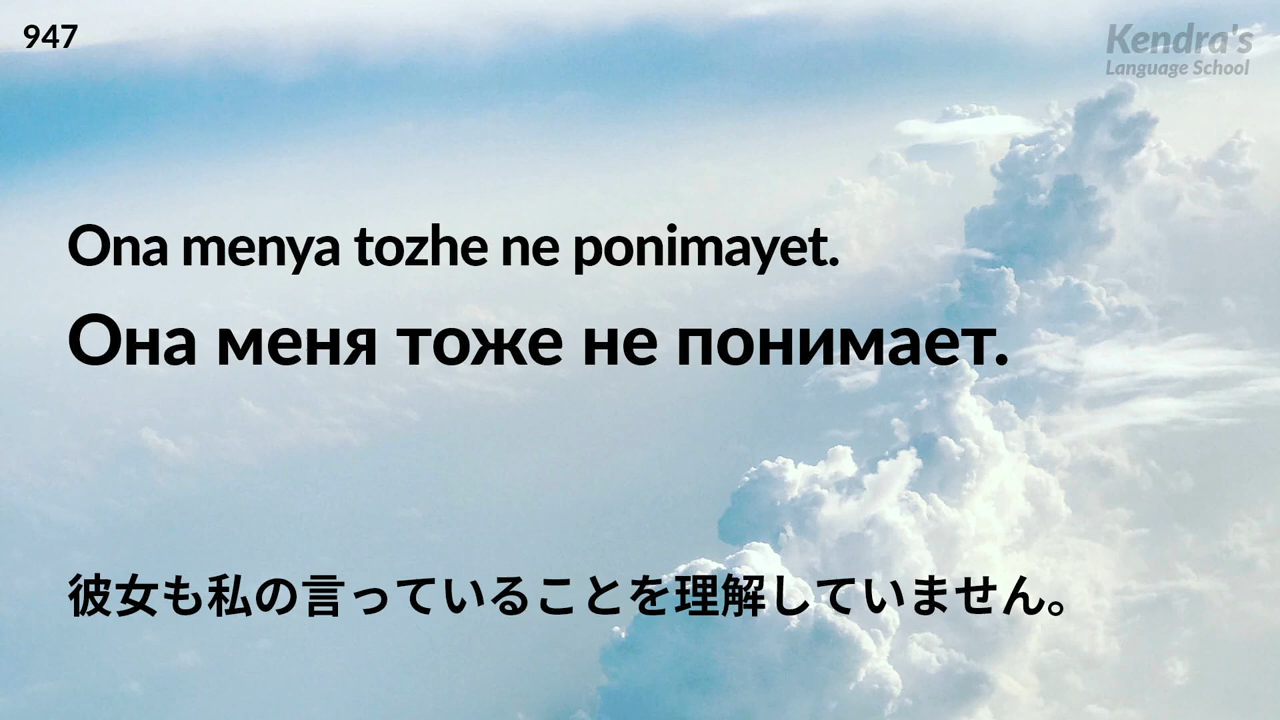 947
Kendra's
Language School
Ona menya tozhe ne ponimayet.
Она меня тоже не понимает.
彼女も私の言っていることを理解していません。